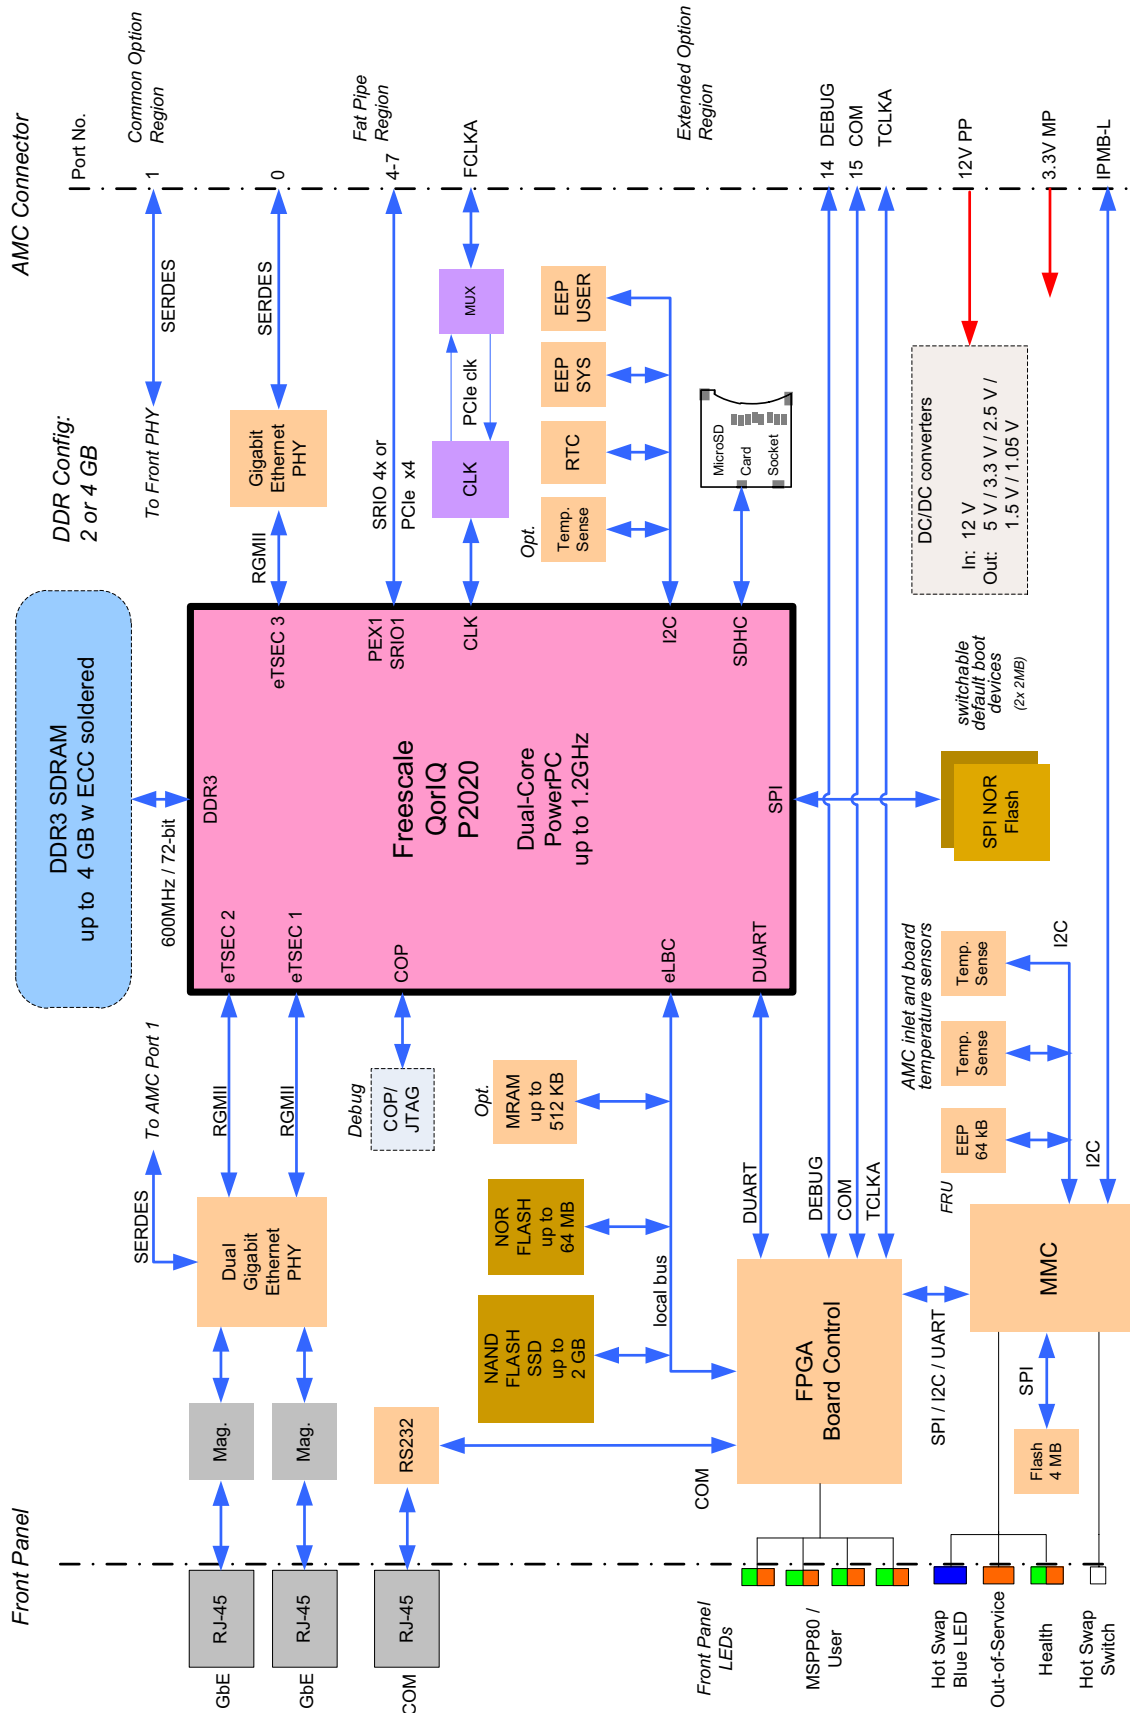 Front Panel
AMC Connector
DDR3 SDRAM
up to 4 GB w ECC soldered
DDR Config:
2 or 4 GB
600MHz / 72-bit
Port No.
Common Option
Region
1
SERDES
To Front PHY
0
SERDES
Gigabit
Ethernet
PHY
RGMII
Fat Pipe
Region
4-7
SRIO 4x or
PCIe x4
FCLKA
MUX
PCIe clk
CLK
Opt.
Temp.
Sense
RTC
EEP
SYS
EEP
USER
MicroSD
Card
Socket
Extended Option
Region
14 DEBUG
15 COM
TCLKA
12V PP
3.3V MP
IPMB-L
DC/DC converters
In: 12 V
Out: 5 V / 3.3 V / 2.5 V /
1.5 V / 1.05 V
DDR3
eTSEC 2
eTSEC 1
COP
eLBC
DUART
eTSEC 3
PEX1
SRIO1
CLK
I2C
SDHC
SPI
Freescale
QorIQ
P2020
Dual-Core
PowerPC
up to 1.2GHz
switchable
default boot
devices
(2x 2MB)
SPI NOR
Flash
To AMC Port 1
SERDES
RGMII
RGMII
Dual
Gigabit
Ethernet
PHY
Mag.
Mag.
RJ-45
GbE
RJ-45
GbE
RJ-45
COM
RS232
Debug
COP/
JTAG
Opt.
MRAM
up to
512 KB
NOR
FLASH
up to
64 MB
NAND
FLASH
SSD
up to
2 GB
local bus
DUART
DEBUG
COM
TCLKA
COM
FPGA
Board Control
SPI / I2C / UART
AMC inlet and board
temperature sensors
Temp.
Sense
Temp.
Sense
EEP
64 kB
FRU
I2C
I2C
MMC
SPI
Flash
4 MB
Front Panel
LEDs
MSPP80 /
User
Hot Swap
Blue LED
Out-of-Service
Health
Hot Swap
Switch